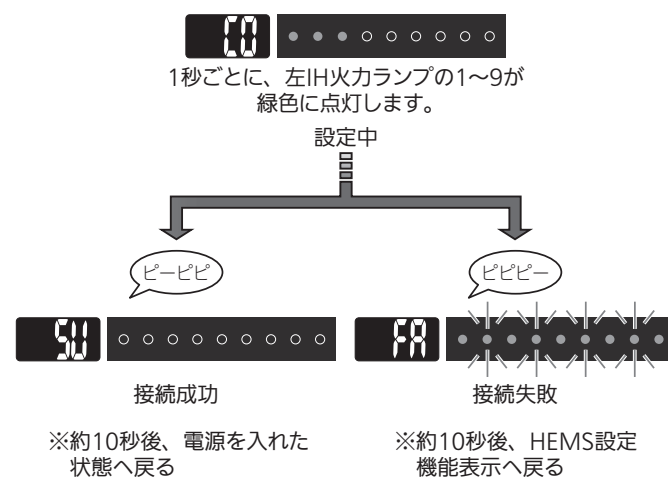 C0
1秒ごとに、左IH火力ランプの1～9が
緑色に点灯します。
設定中
ピーピピ
ピピピー
SU
FA
接続成功
接続失敗
※約10秒後、電源を入れた
状態へ戻る
※約10秒後、HEMS設定
機能表示へ戻る